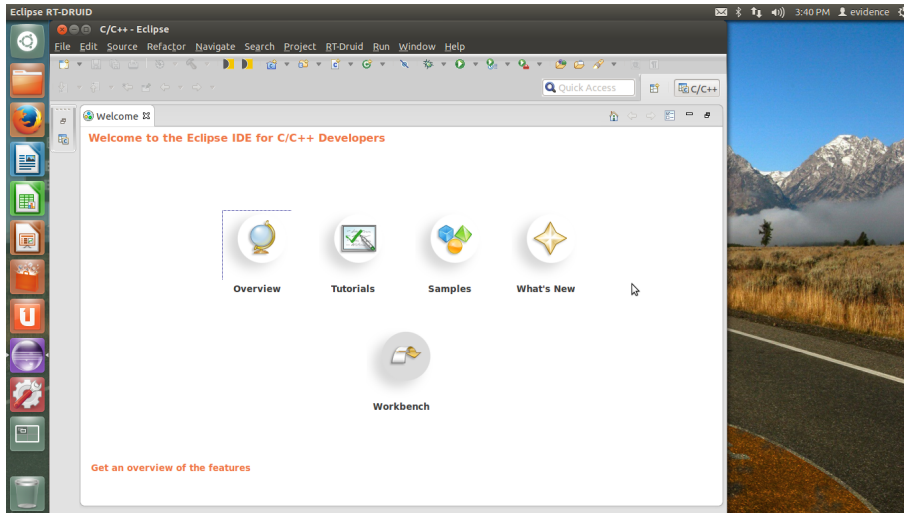 Eclipse RT-DRUID
3:40 PM evidence
C/C++ - Eclipse
File Edit Source Refactor Navigate Search Project RT-Druid Run Window Help
Quick Access
C/C++
Welcome
Welcome to the Eclipse IDE for C/C++ Developers
Overview Tutorials Samples What's New
Workbench
Get an overview of the features